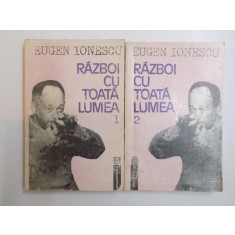 EUGEN IONESCU
RĂZBOI
CU
TOATĂ
LUMEA
1
EUGEN IONESCU
RĂZBOI
CU
TOATĂ
LUMEA
2